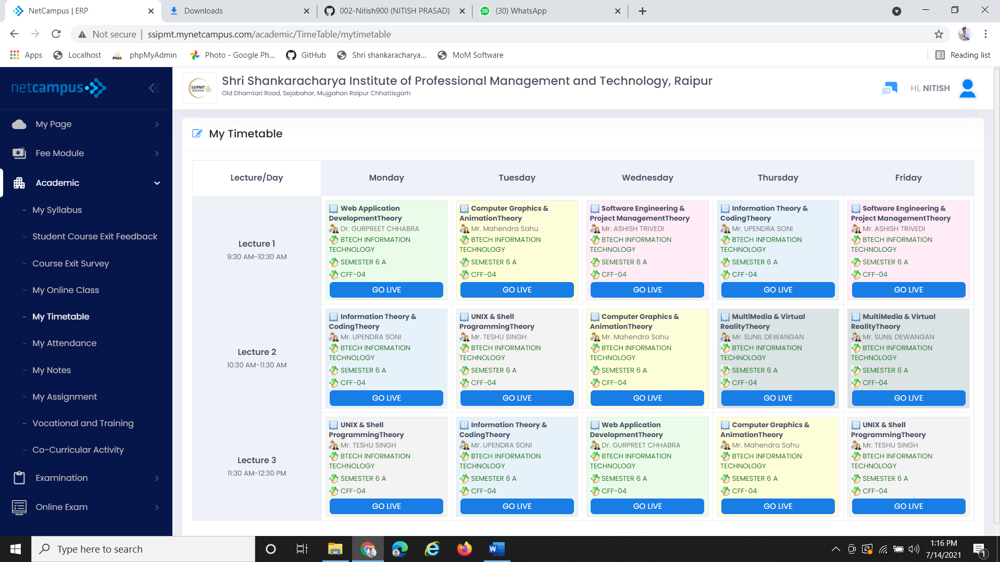 NetCampus | ERP
Downloads
002-Nitish900 (NITISH PRASAD)
30
(30) WhatsApp
Not secure
ssipmt.mynetcampus.com/academic/TimeTable/mytimetable
Apps
Localhost
phpMyAdmin
Photo - Google Ph...
GitHub
Shri shankaracharya...
MoM Software
Reading list
netcampus
SSIPMT
RAIPUR
Shri Shankaracharya Institute of Professional Management and Technology, Raipur
Old Dhamtari Road, Sejabahar, Mujgahan Raipur Chhattisgarh
Hi, NITISH
My Page
Fee Module
Academic
- My Syllabus
- Student Course Exit Feedback
- Course Exit Survey
- My Online Class
- My Timetable
- My Attendance
- My Notes
- My Assignment
- Vocational and Training
- Co-Curricular Activity
Examination
Online Exam
My Timetable
Lecture/Day Monday Tuesday Wednesday Thursday Friday
Lecture 1
9:30 AM-10:30 AM
Web Application
DevelopmentTheory
Dr. GURPREET CHHABRA
BTECH INFORMATION
TECHNOLOGY
SEMESTER 6 A
CFF-04
GO LIVE
Computer Graphics &
AnimationTheory
Mr. Mahendra Sahu
BTECH INFORMATION
TECHNOLOGY
SEMESTER 6 A
CFF-04
GO LIVE
Software Engineering &
Project ManagementTheory
Mr. ASHISH TRIVEDI
BTECH INFORMATION
TECHNOLOGY
SEMESTER 6 A
CFF-04
GO LIVE
Information Theory &
CodingTheory
Mr. UPENDRA SONI
BTECH INFORMATION
TECHNOLOGY
SEMESTER 6 A
CFF-04
GO LIVE
Software Engineering &
Project ManagementTheory
Mr. ASHISH TRIVEDI
BTECH INFORMATION
TECHNOLOGY
SEMESTER 6 A
CFF-04
GO LIVE
Lecture 2
10:30 AM-11:30 AM
Information Theory &
CodingTheory
Mr. UPENDRA SONI
BTECH INFORMATION
TECHNOLOGY
SEMESTER 6 A
CFF-04
GO LIVE
UNIX & Shell
ProgrammingTheory
Mr. TESHU SINGH
BTECH INFORMATION
TECHNOLOGY
SEMESTER 6 A
CFF-04
GO LIVE
Computer Graphics &
AnimationTheory
Mr. Mahendra Sahu
BTECH INFORMATION
TECHNOLOGY
SEMESTER 6 A
CFF-04
GO LIVE
MultiMedia & Virtual
RealityTheory
Mr. SUNIL DEWANGAN
BTECH INFORMATION
TECHNOLOGY
SEMESTER 6 A
CFF-04
GO LIVE
MultiMedia & Virtual
RealityTheory
Mr. SUNIL DEWANGAN
BTECH INFORMATION
TECHNOLOGY
SEMESTER 6 A
CFF-04
GO LIVE
Lecture 3
11:30 AM-12:30 PM
UNIX & Shell
ProgrammingTheory
Mr. TESHU SINGH
BTECH INFORMATION
TECHNOLOGY
SEMESTER 6 A
CFF-04
GO LIVE
Information Theory &
CodingTheory
Mr. UPENDRA SONI
BTECH INFORMATION
TECHNOLOGY
SEMESTER 6 A
CFF-04
GO LIVE
Web Application
DevelopmentTheory
Dr. GURPREET CHHABRA
BTECH INFORMATION
TECHNOLOGY
SEMESTER 6 A
CFF-04
GO LIVE
Computer Graphics &
AnimationTheory
Mr. Mahendra Sahu
BTECH INFORMATION
TECHNOLOGY
SEMESTER 6 A
CFF-04
GO LIVE
UNIX & Shell
ProgrammingTheory
Mr. TESHU SINGH
BTECH INFORMATION
TECHNOLOGY
SEMESTER 6 A
CFF-04
GO LIVE
Type here to search
1:16 PM
7/14/2021
1